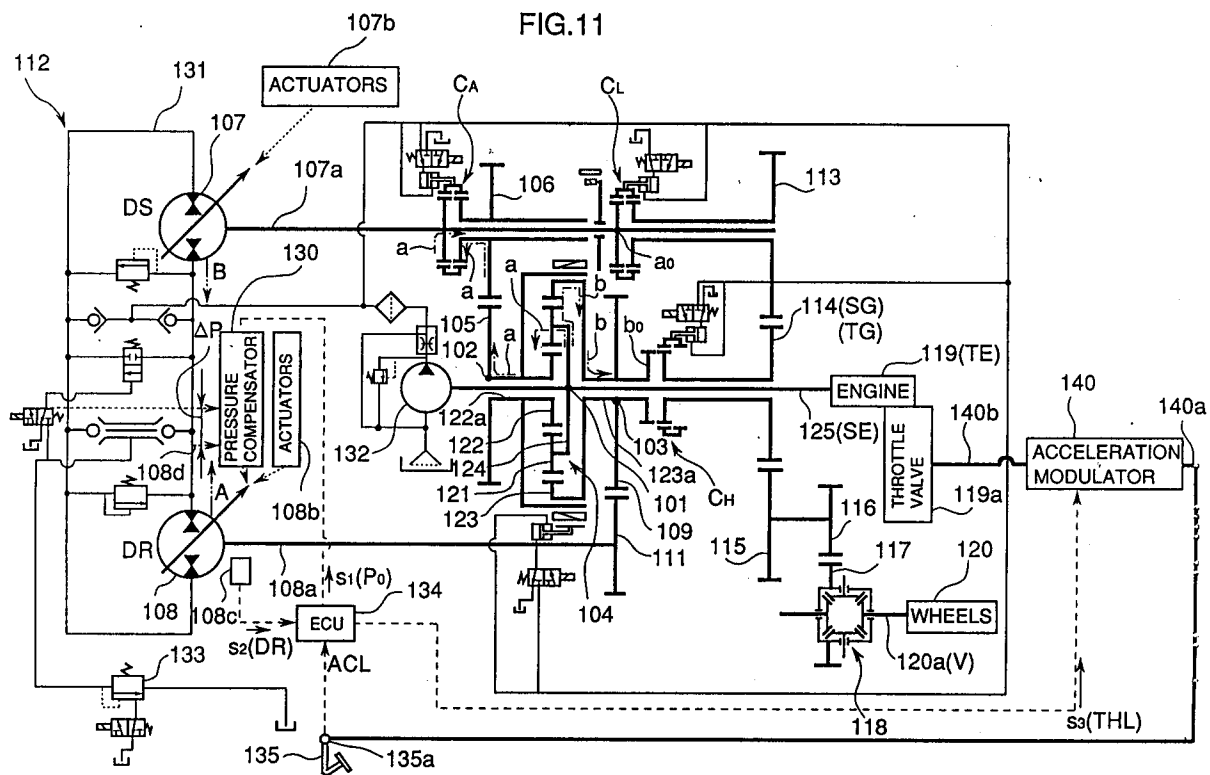 FIG.11
107b
ACTUATORS
112
131
107
107a
DS
CA
CL
106
113
a
a
a0
B
130
ΔP
a
a
b
105
102
a
b
b0
114(SG)
(TG)
119(TE)
ENGINE
PRESSURE
COMPENSATOR
ACTUATORS
132
122a
122
124
121
123
103
123a
101
CH
109
111
125(SE)
THROTTLE
VALVE
119a
140b
140
140a
ACCELERATION
MODULATOR
108d
A
108b
DR
108
108c
108a
104
115
116
117
120
WHEELS
120a(V)
118
S1(P0)
134
ECU
S2(DR)
ACL
133
135
135a
S3(THL)